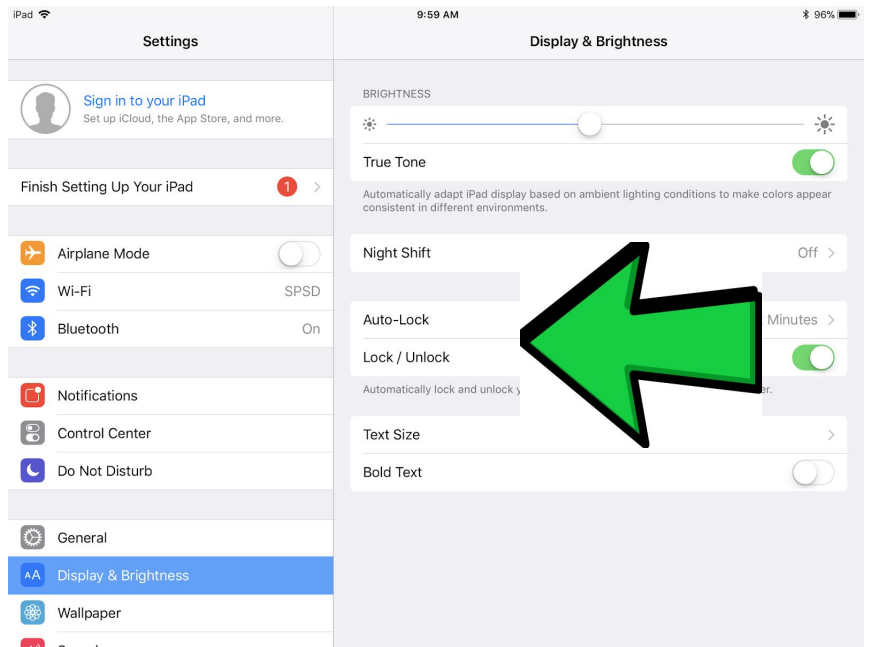 iPad 9:59 AM 96%
Settings
Sign in to your iPad
Set up iCloud, the App Store, and more.
Finish Setting Up Your iPad 1
Airplane Mode
Wi-Fi SPSD
Bluetooth On
Notifications
Control Center
Do Not Disturb
General
AA Display & Brightness
Wallpaper
Display & Brightness
BRIGHTNESS
True Tone
Automatically adapt iPad display based on ambient lighting conditions to make colors appear
consistent in different environments.
Night Shift Off
Auto-Lock Minutes
Lock / Unlock
Automatically lock and unlock
Text Size
Bold Text